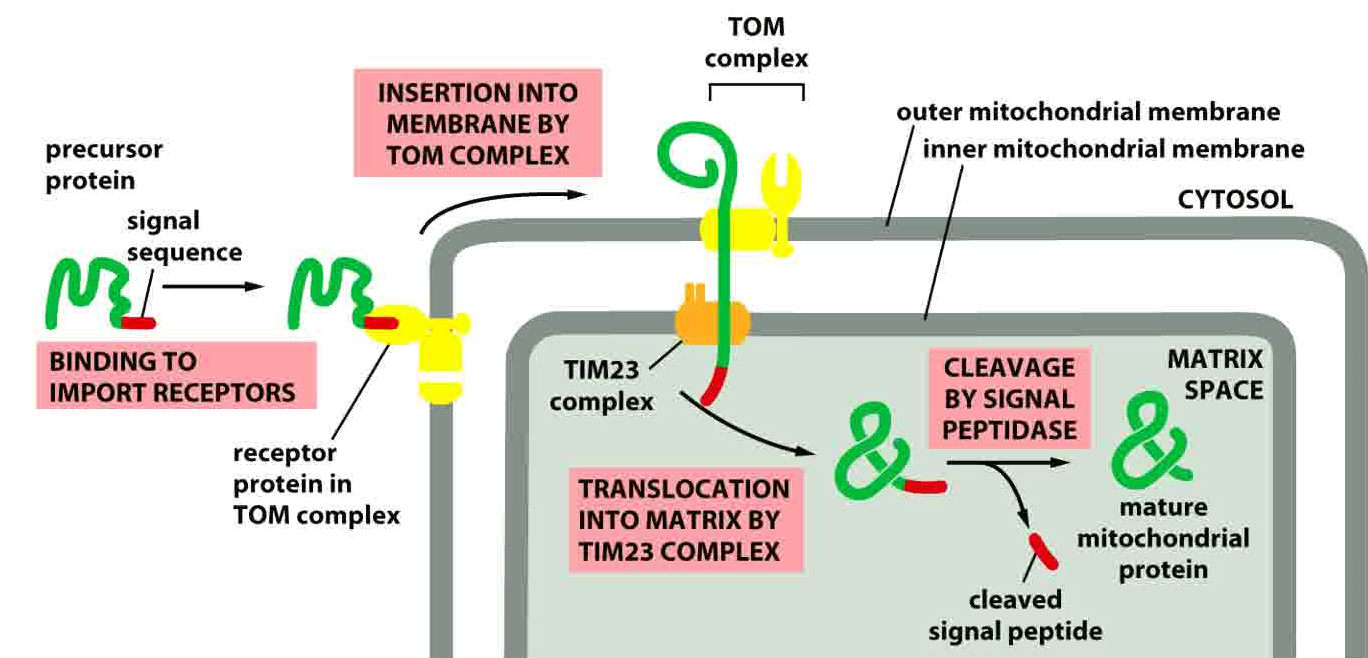 TOM
complex
INSERTION INTO
MEMBRANE BY
TOM COMPLEX
outer mitochondrial membrane
inner mitochondrial membrane
CYTOSOL
precursor
protein
signal
sequence
BINDING TO
IMPORT RECEPTORS
receptor
protein in
TOM complex
TIM23
complex
TRANSLOCATION
INTO MATRIX BY
TIM23 COMPLEX
CLEAVAGE
BY SIGNAL
PEPTIDASE
MATRIX
SPACE
mature
mitochondrial
protein
cleaved
signal peptide